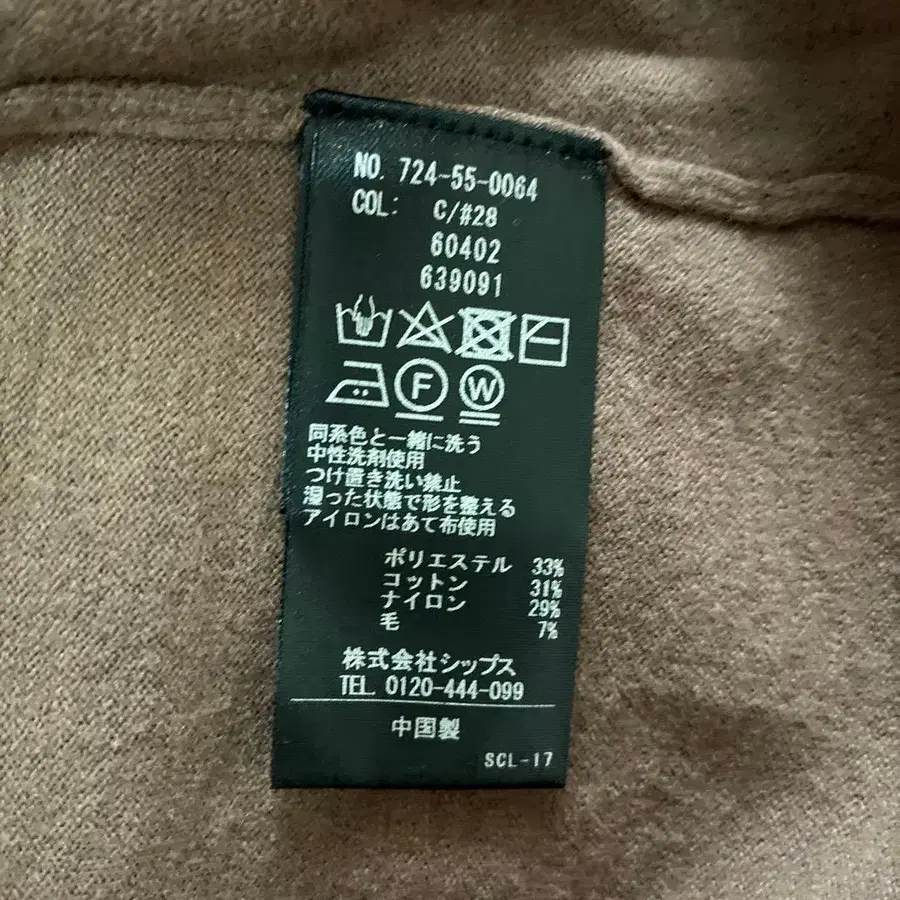 NO. 724-55-0064
COL: C/#28
60402
639091
F W
同系色と一緒に洗う
中性洗剤使用
つけ置き洗い禁止
湿った状態で形を整える
アイロンはあて布使用
ポリエステル 33%
コットン 31%
ナイロン 29%
毛 7%
株式会社シップス
TEL. 0120-444-099
中国製
SCL-17